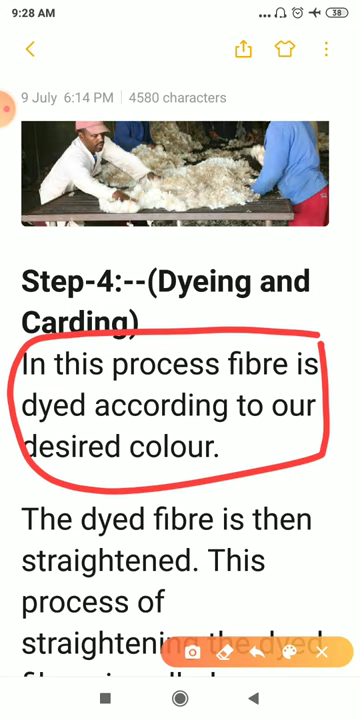 9:28 AM
38
9 July 6:14 PM | 4580 characters
Step-4:--(Dyeing and
Carding)
In this process fibre is
dyed according to our
desired colour.
The dyed fibre is then
straightened. This
process of
straightening the dyed